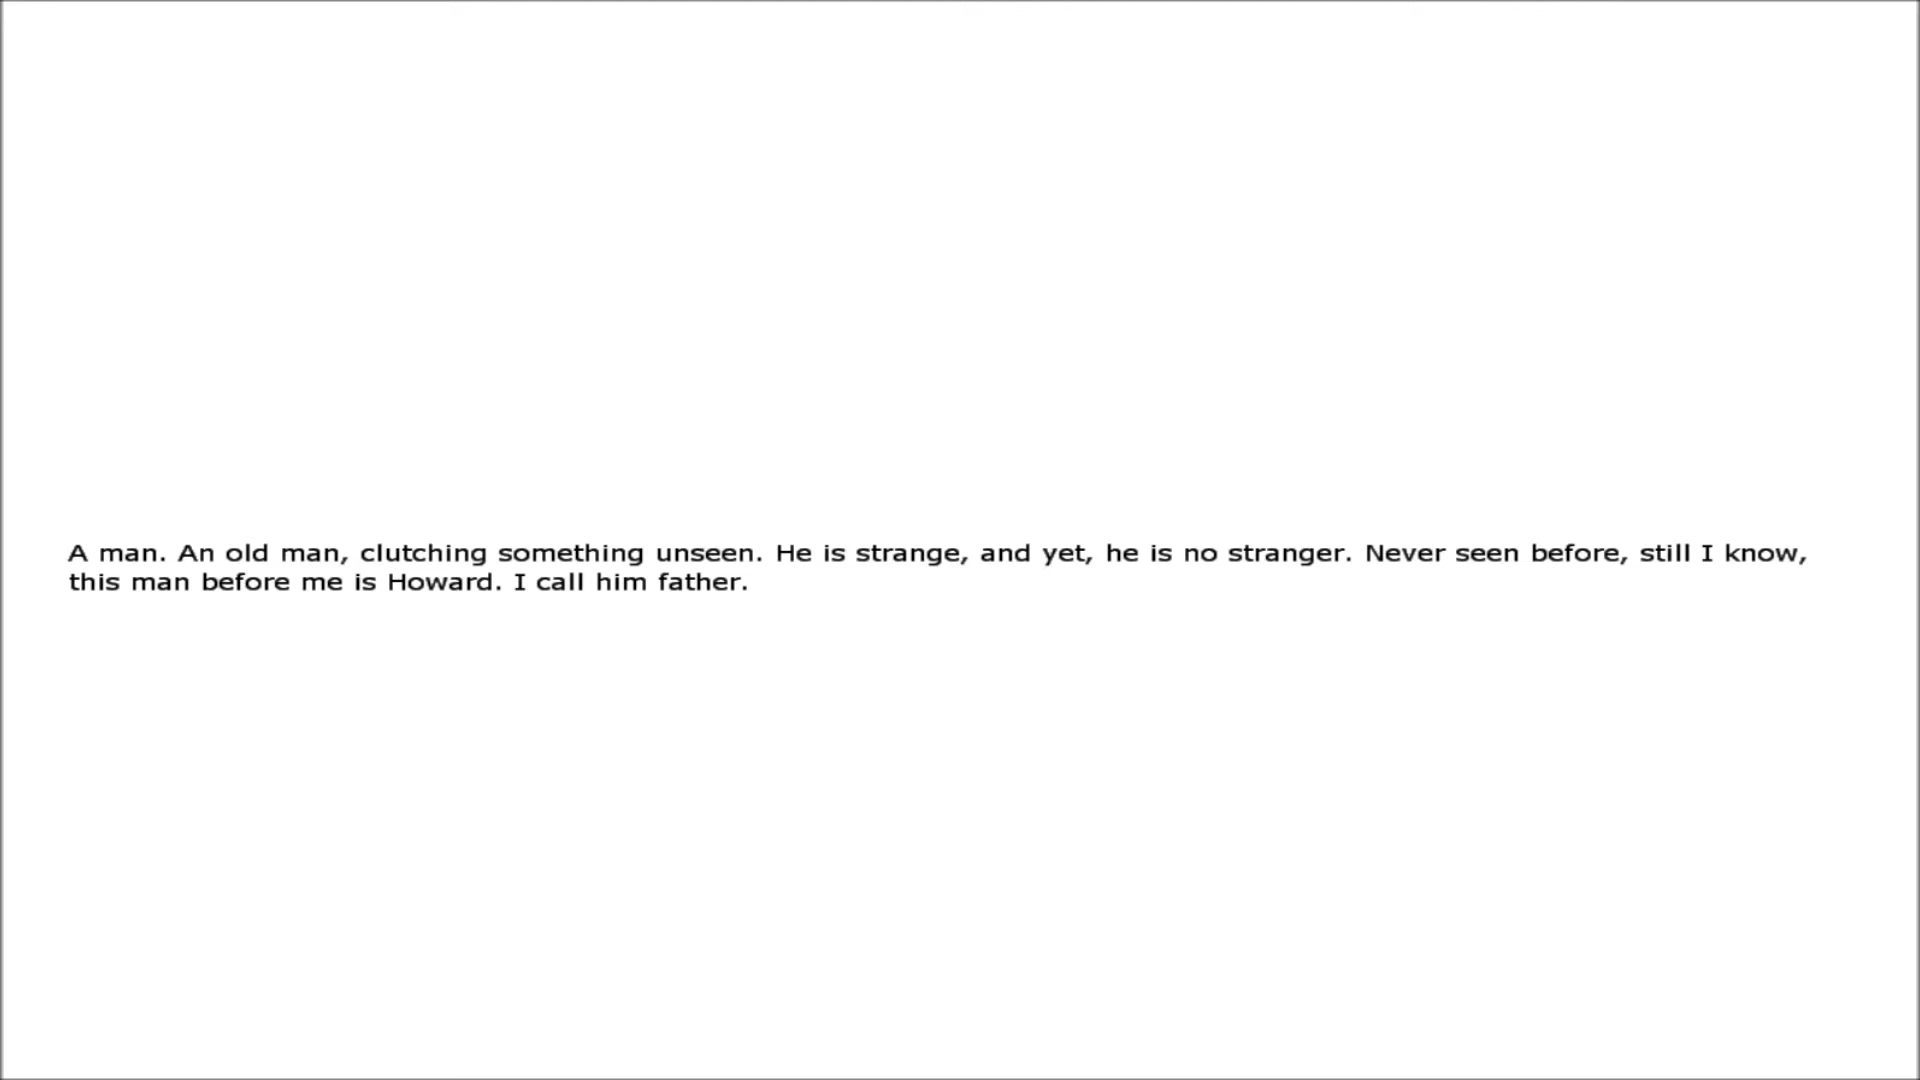 A man. An old man, clutching something unseen. He is strange, and yet, he is no stranger. Never seen before, still I know,
this man before me is Howard. I call him father.